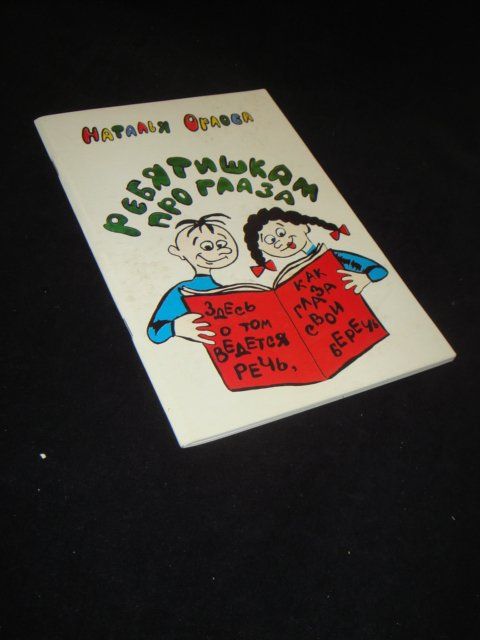 Наталья Орлова
РЕБЯТИШКАМ
ПРО ГЛАЗА
ЗДЕСЬ
О ТОМ
ВЕДЕТСЯ
РЕЧЬ,
КАК
ГЛАЗА
СВОИ
БЕРЕЧЬ